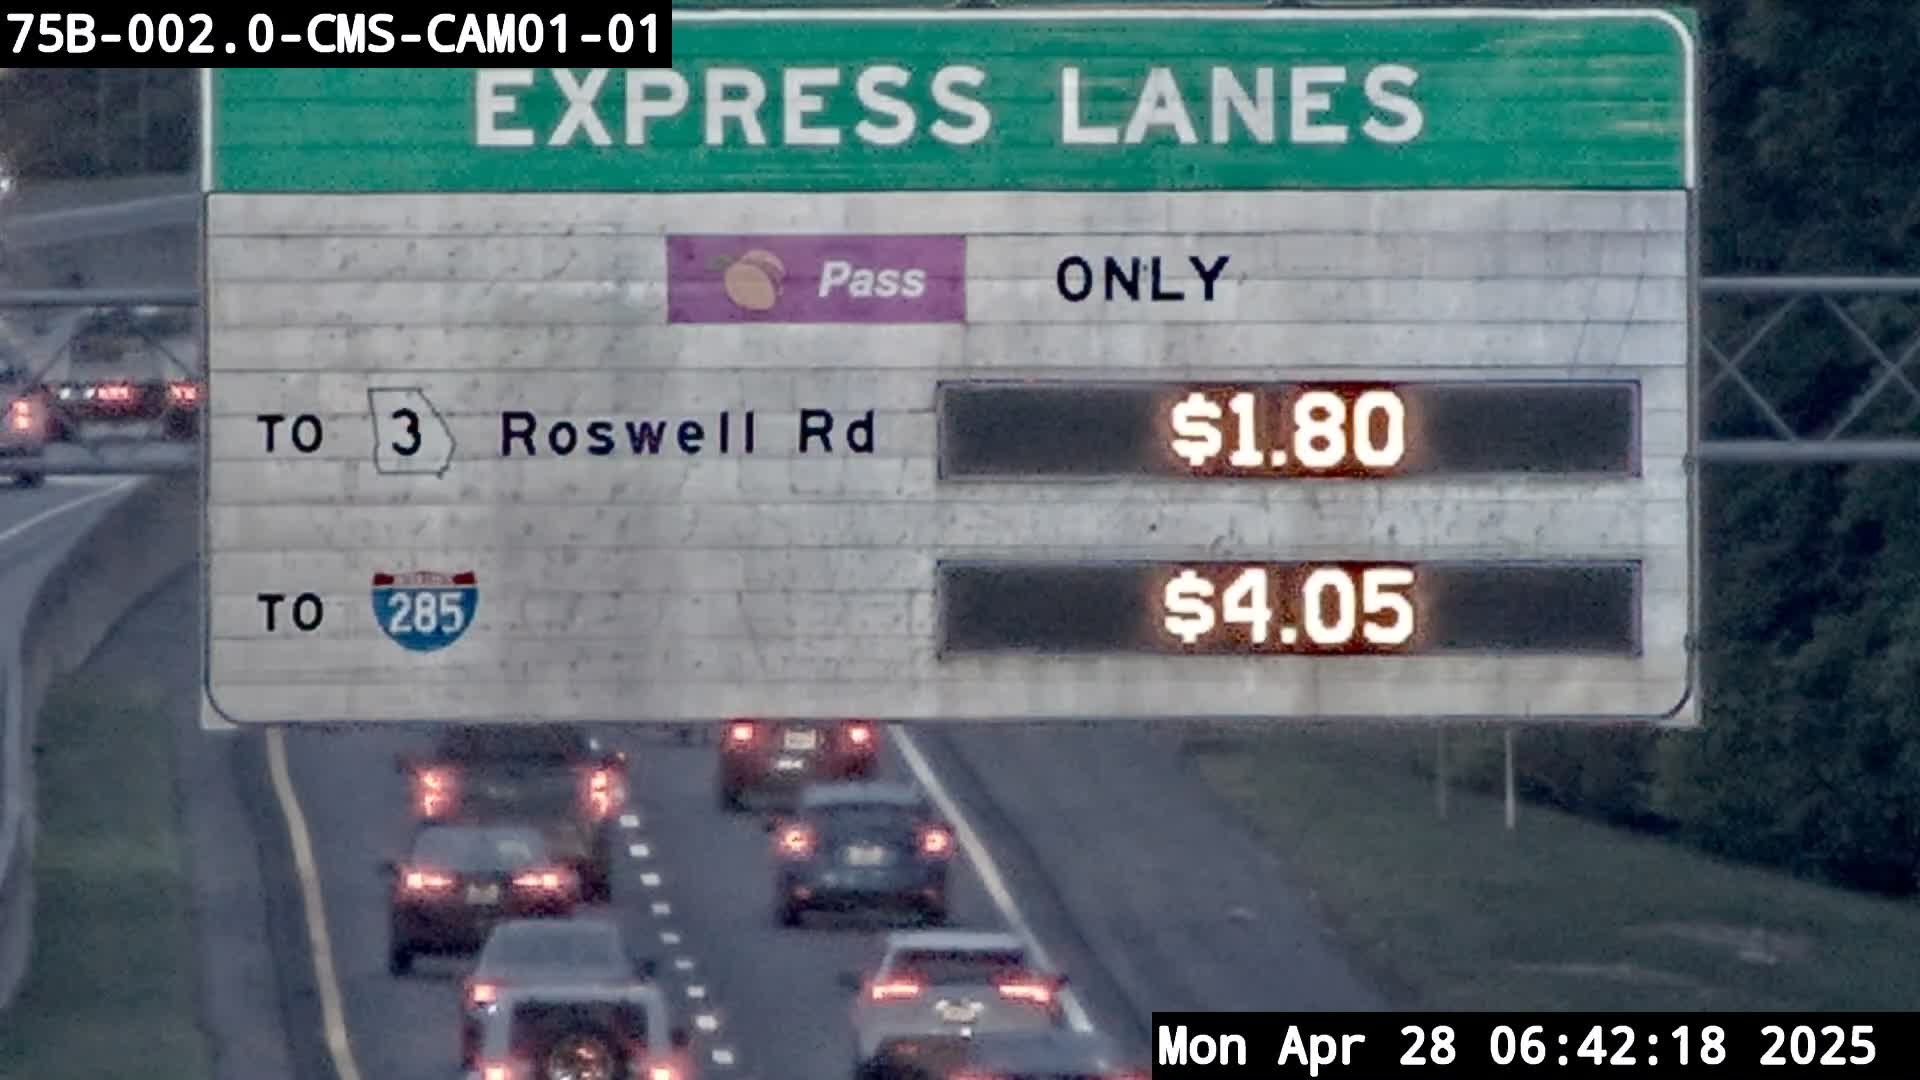 75B-002.0-CMS-CAM01-01
EXPRESS LANES
Pass ONLY
TO 3 Roswell Rd $1.80
TO 285 $4.05
Mon Apr 28 06:42:18 2025